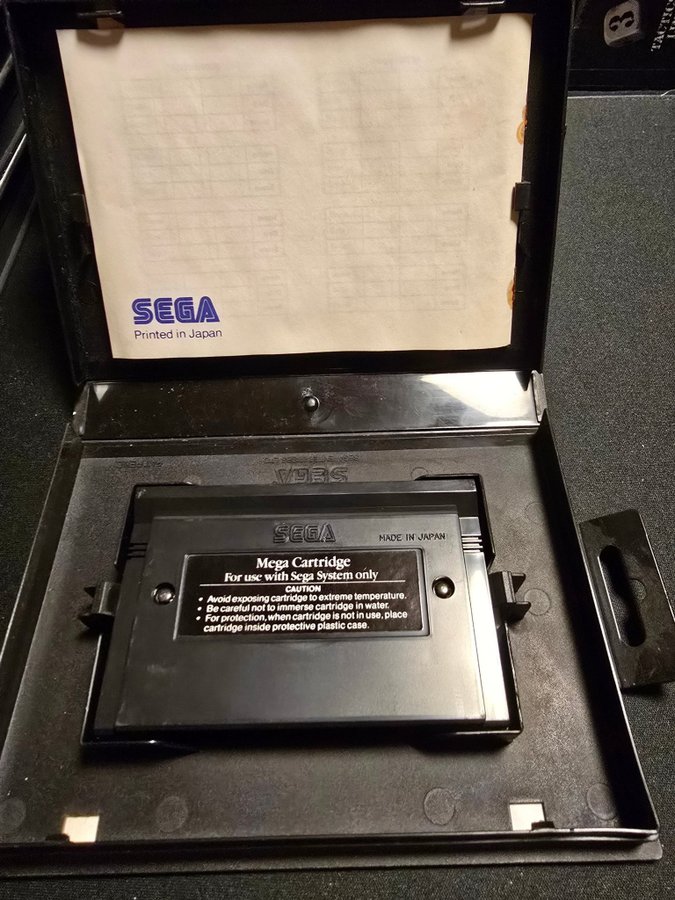 3
SEGA
Printed in Japan
SEGA
SEGA
MADE IN JAPAN
Mega Cartridge
For use with Sega System only
CAUTION
• Avoid exposing cartridge to extreme temperature.
• Be careful not to immerse cartridge in water.
• For protection, when cartridge is not in use, place
cartridge inside protective plastic case.